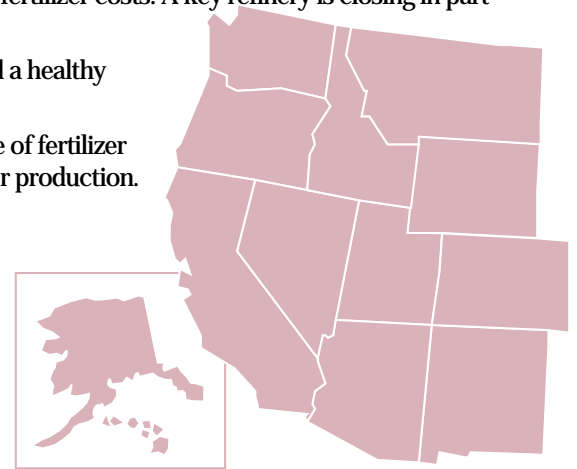 fertilizer costs. A key refinery is closing in part
a healthy
of fertilizer
production.